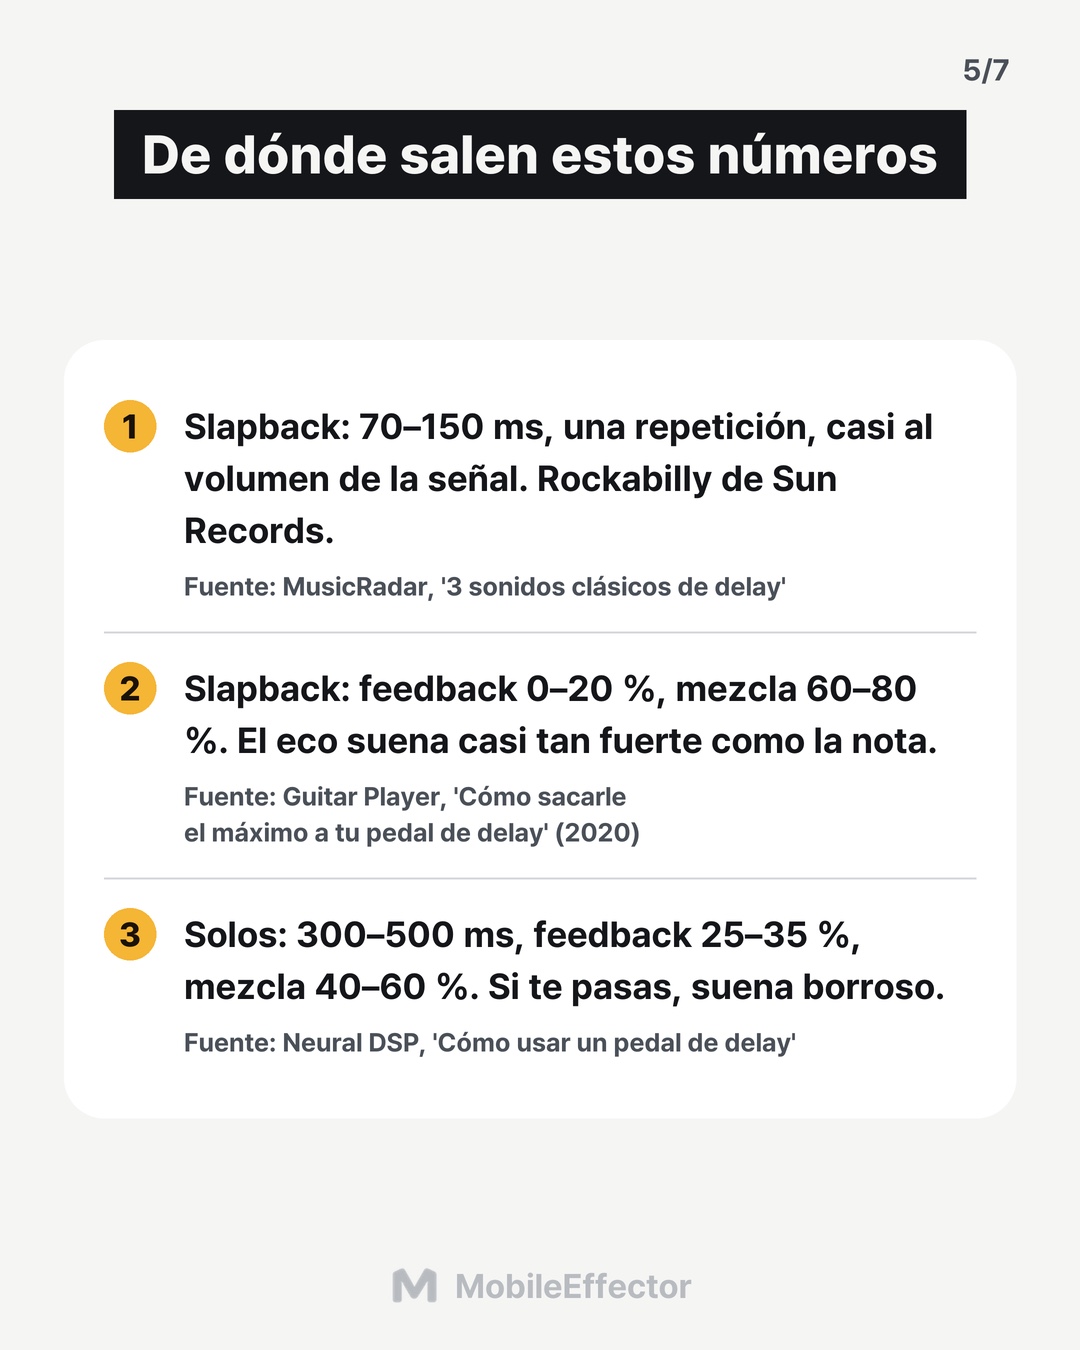 5/7
De dónde salen estos números
1
Slapback: 70–150 ms, una repetición, casi al
volumen de la señal. Rockabilly de Sun
Records.
Fuente: MusicRadar, '3 sonidos clásicos de delay'
2
Slapback: feedback 0–20 %, mezcla 60–80
%. El eco suena casi tan fuerte como la nota.
Fuente: Guitar Player, 'Cómo sacarle
el máximo a tu pedal de delay' (2020)
3
Solos: 300–500 ms, feedback 25–35 %,
mezcla 40–60 %. Si te pasas, suena borroso.
Fuente: Neural DSP, 'Cómo usar un pedal de delay'
MobileEffector